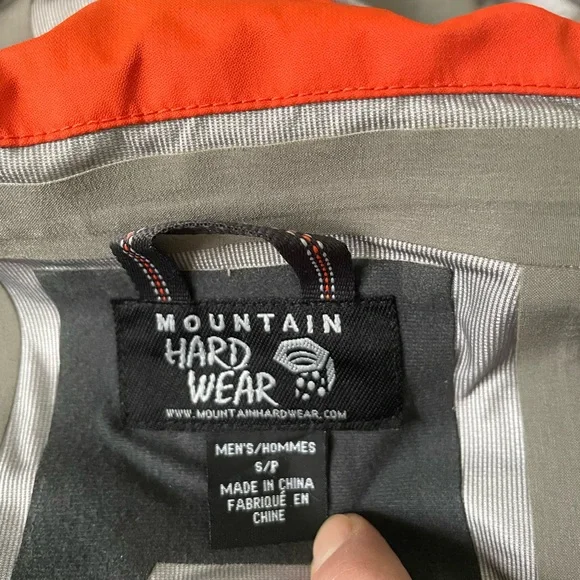 MOUNTAIN
HARD
WEAR
WWW.MOUNTAINHARDWEAR.COM
MEN'S/HOMMES
S/P
MADE IN CHINA
FABRIQUÉ EN
CHINE